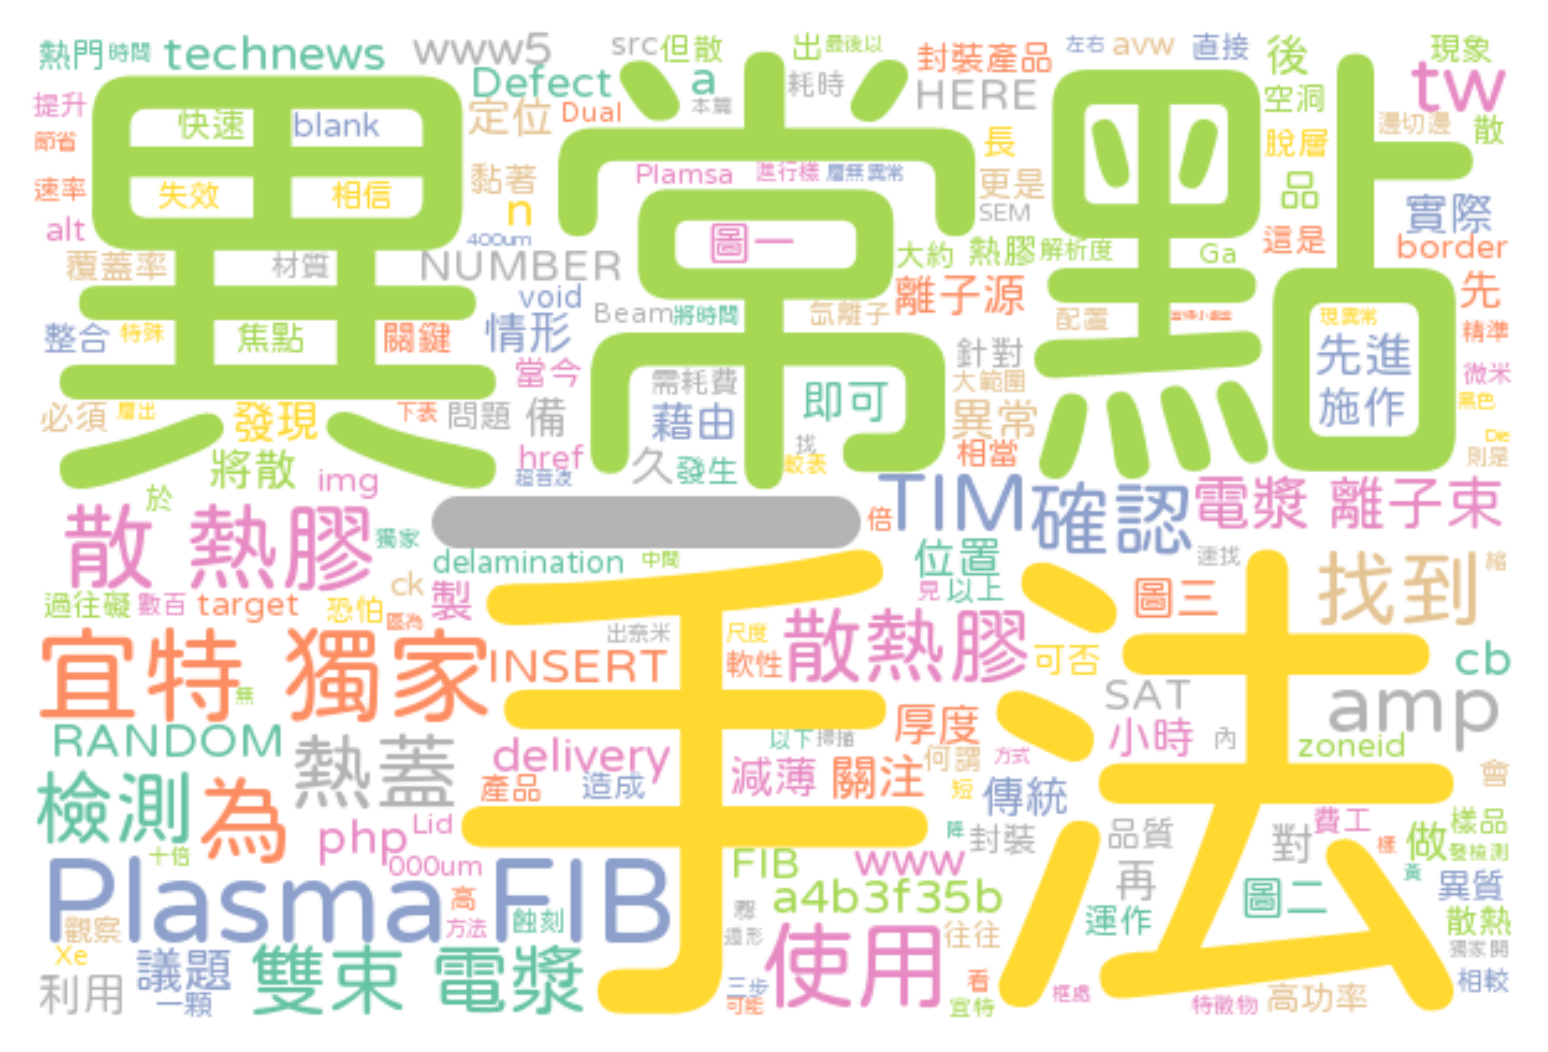 熱門 時間 technews www5 src 但散 出 最後以 封裝產品 左右 avw 直接 後 現象
提升 Defect a 本篇 耗時 HERE 空洞 tw
節省 快速 blank 定位 Dual 長 脫層 邊切邊 散
異常點
速率 失效 相信 黏著 n Plamsa 進行樣 層無 異常 更是 SEM 品 實際
alt 400um 圖一 大約 熱膠 解析度 Ga 這是 border
覆蓋率 材質 NUMBER void 離子源 先
整合 特殊 焦點 關鍵 情形 Beam 將時間 氙離子 配置 現異常 精準
當今 需耗費 針對 大範圍 先進 微米
必須 層出 發現 下表 問題 備 藉由 即可 異常 施作 黑色
將散 img href 超音波 久 發生 找 較表 相當 Die 則是
於 一 倍 TIM 確認 電漿 離子束
散 熱膠 獨家 delamination 中間 位置 速找 找到 縮
過往礙 數百 target 恐怕 ck 區為 製 見 以上 圖三
手法
宜特 獨家 無 INSERT 出奈米 尺度 軟性 散熱膠 可否 SAT cb
RANDOM 熱蓋 delivery 以下 掃描 厚度 何謂 方式 小時 內 zoneid amp
檢測 為 產品 造成 減薄 關注 短 傳統 會
php Lid 降 封裝 品質 對 費工 樣 做 樣品
十倍 000um FIB www 再 發檢測
Plasma FIB 高 a4b3f35b 圖二 黃 異質
觀察 方法 蝕刻 運作 散熱
Xe 議題 雙束 電漿 使用 往往 獨家開
利用 一顆 三步 可能 看 宜特 框處 特徵物 高功率 相較